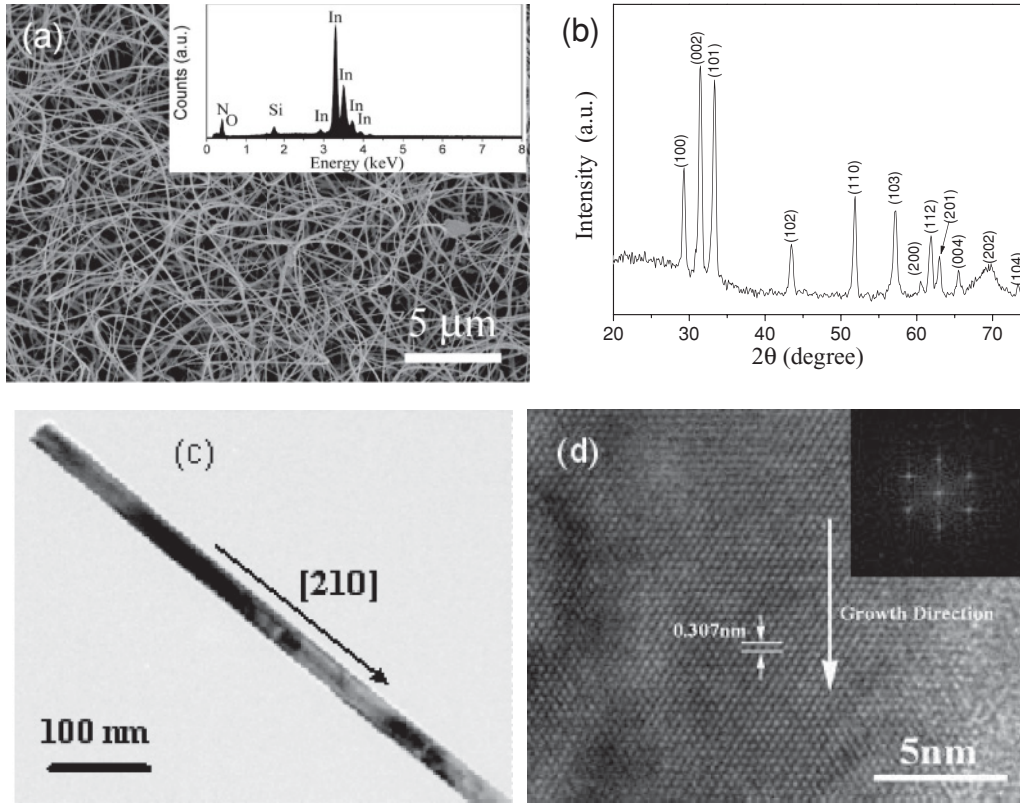 (a)
Counts (a.u.)
In
In
In
In
In
Si
N
O
0 1 2 3 4 5 6 7 8
Energy (keV)
5 µm
(b)
Intensity (a.u.)
(100)
(002)
(101)
(102)
(110)
(103)
(200)
(112)
(201)
(004)
(202)
(104)
20 30 40 50 60 70
2θ (degree)
(c)
[210]
100 nm
(d)
0.307nm
Growth Direction
5nm